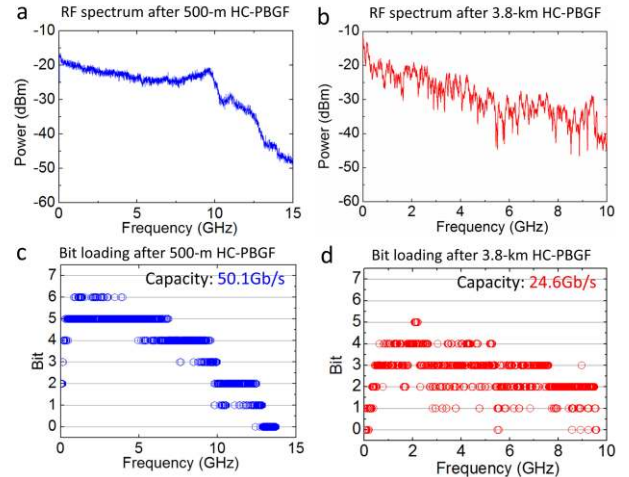 a RF spectrum after 500-m HC-PBGF
-10
-20
-30
-40
-50
-60
Power (dBm)
0 5 10 15
Frequency (GHz)
b RF spectrum after 3.8-km HC-PBGF
-10
-20
-30
-40
-50
-60
Power (dBm)
0 2 4 6 8 10
Frequency (GHz)
c Bit loading after 500-m HC-PBGF
Capacity: 50.1Gb/s
7
6
5
4
3
2
1
0
Bit
0 5 10 15
Frequency (GHz)
d Bit loading after 3.8-km HC-PBGF
Capacity: 24.6Gb/s
7
6
5
4
3
2
1
0
Bit
0 2 4 6 8 10
Frequency (GHz)